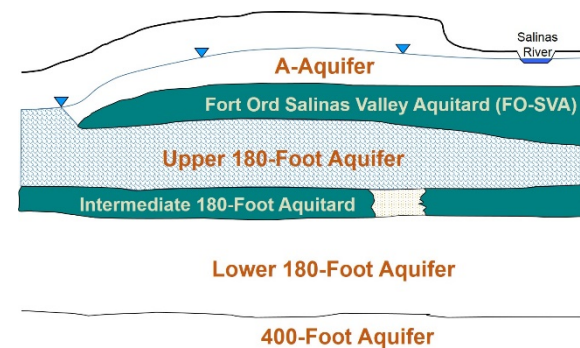 Salinas
River
A-Aquifer
Fort Ord Salinas Valley Aquitard (FO-SVA)
Upper 180-Foot Aquifer
Intermediate 180-Foot Aquitard
Lower 180-Foot Aquifer
400-Foot Aquifer